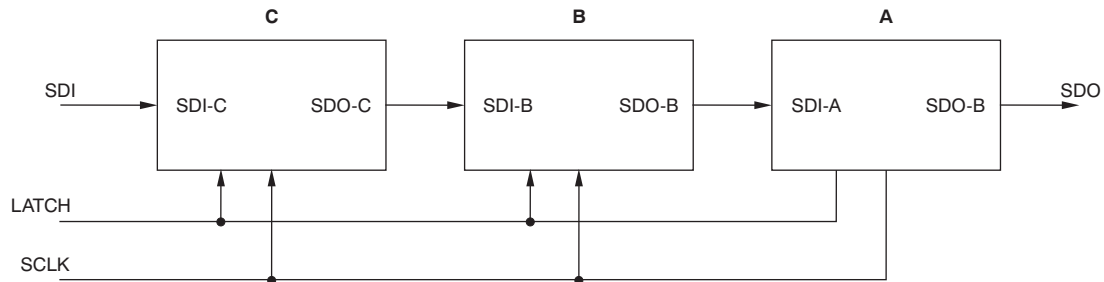 C B A
SDI SDI-C SDO-C SDI-B SDO-B SDI-A SDO-B SDO
LATCH
SCLK